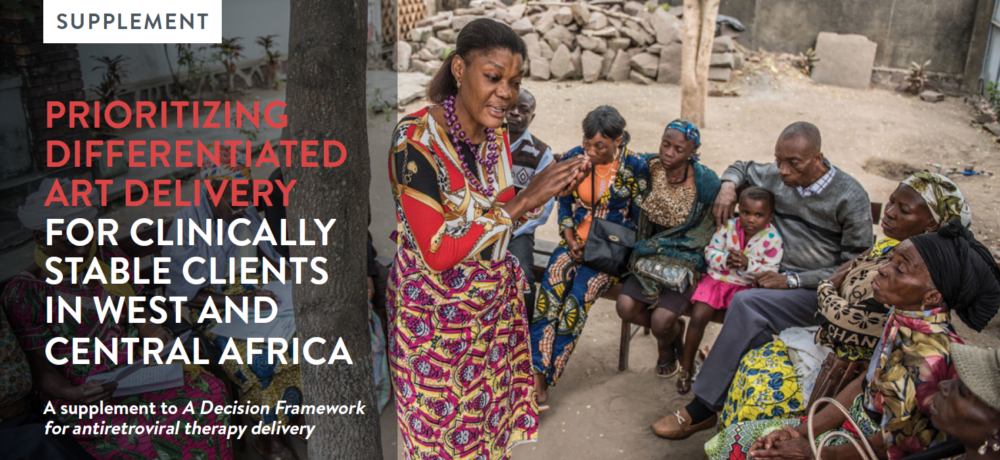 SUPPLEMENT
PRIORITIZING
DIFFERENTIATED
ART DELIVERY
FOR CLINICALLY
STABLE CLIENTS
IN WEST AND
CENTRAL AFRICA
A supplement to A Decision Framework
for antiretroviral therapy delivery
CHAN